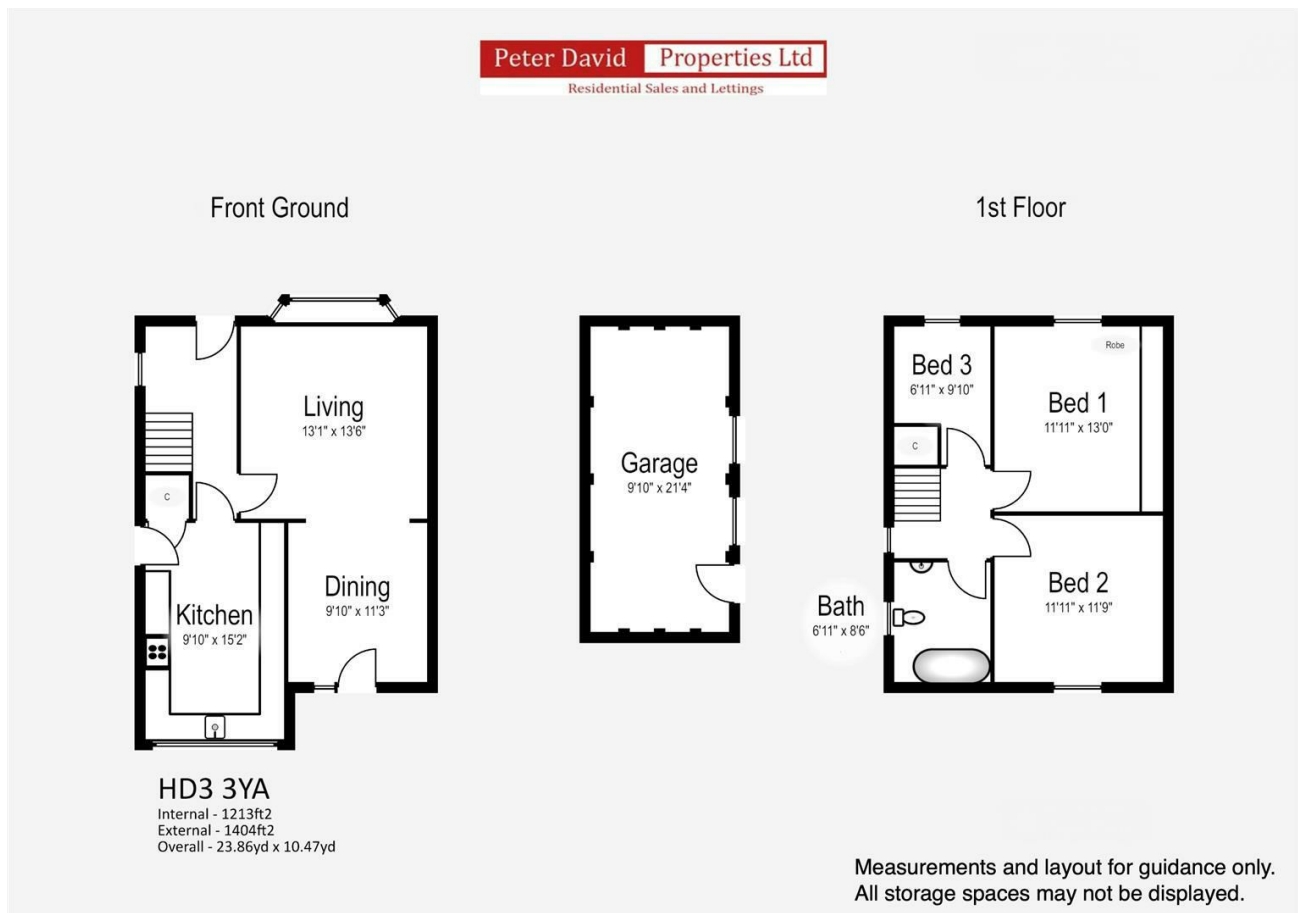 Peter David Properties Ltd
Residential Sales and Lettings
Front Ground
1st Floor
Living
13'1" x 13'6"
C
Kitchen
9'10" x 15'2"
Dining
9'10" x 11'3"
Garage
9'10" x 21'4"
Bed 3
6'11" x 9'10"
Robe
Bed 1
11'11" x 13'0"
C
Bed 2
11'11" x 11'9"
Bath
6'11" x 8'6"
HD3 3YA
Internal - 1213ft2
External - 1404ft2
Overall - 23.86yd x 10.47yd
Measurements and layout for guidance only.
All storage spaces may not be displayed.